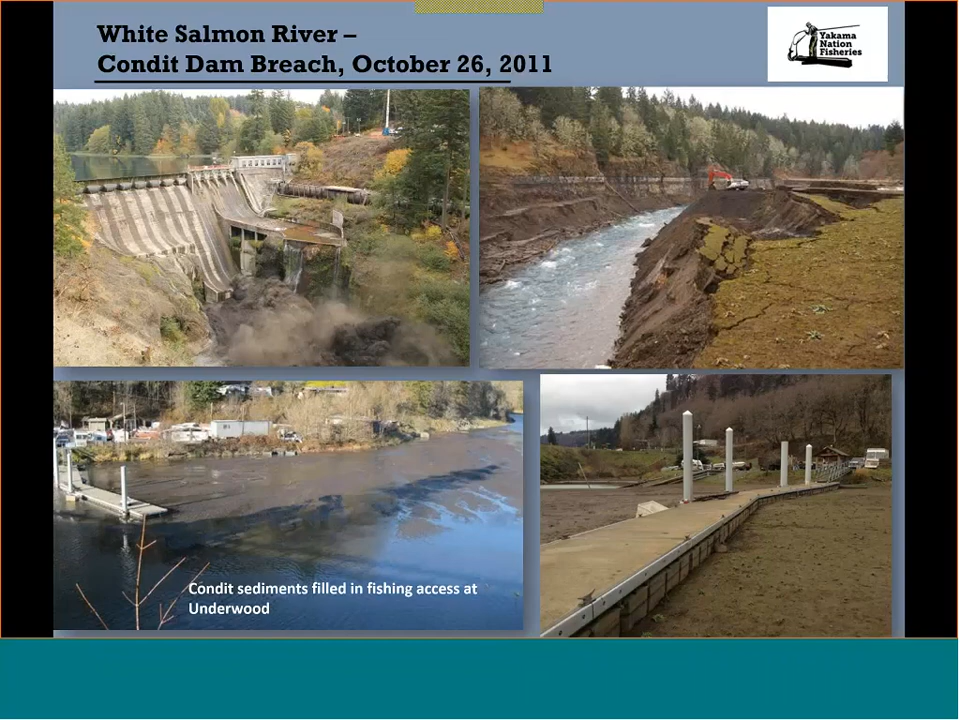 White Salmon River –
Condit Dam Breach, October 26, 2011
Yakama
Nation
Fisheries
Condit sediments filled in fishing access at
Underwood